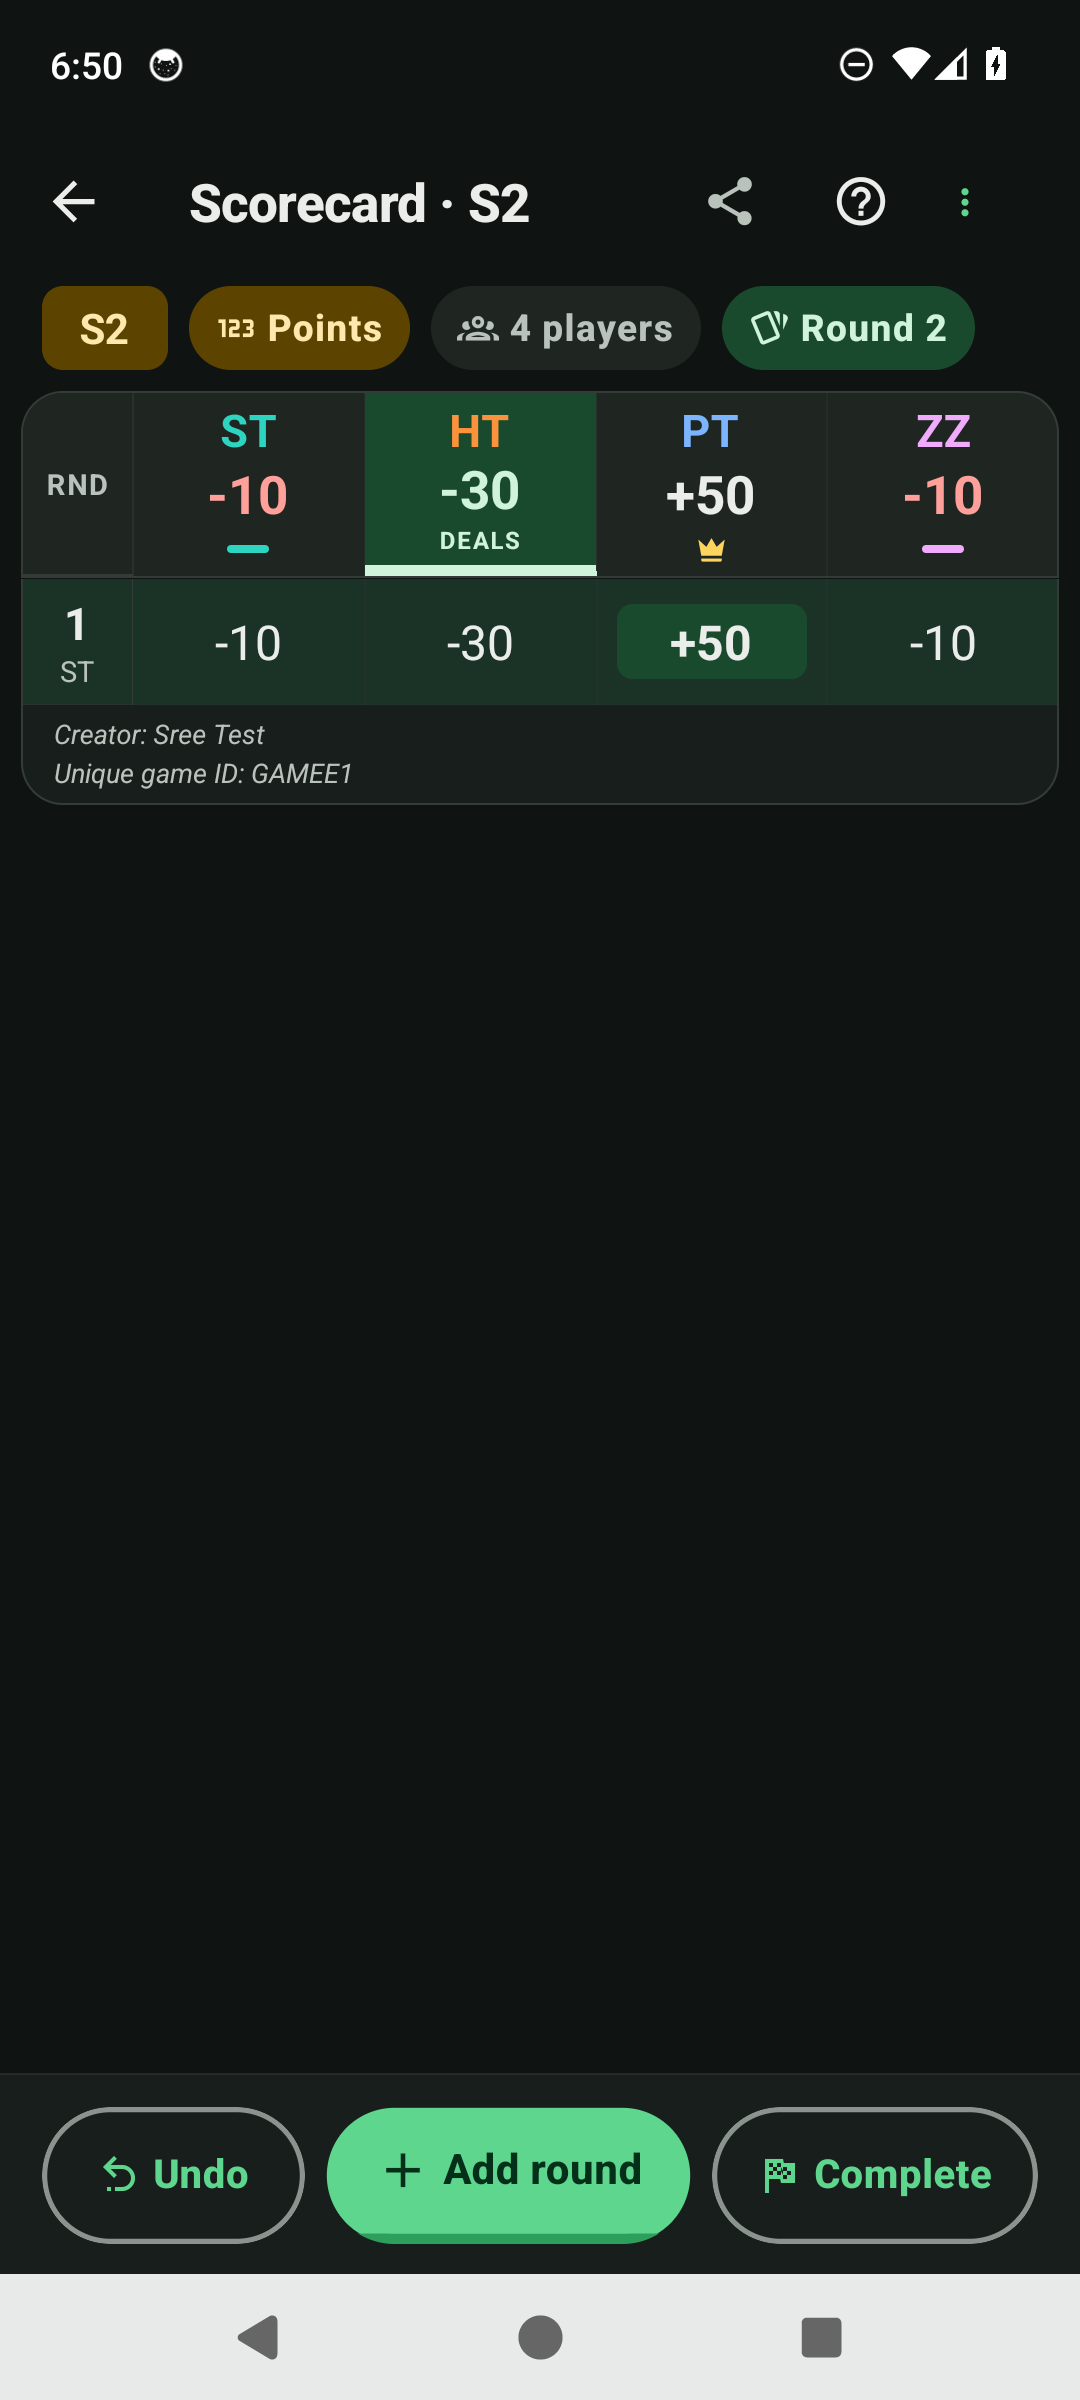 6:50
Scorecard · S2
S2
123 Points
4 players
Round 2
RND ST HT PT ZZ
-10 -30 +50 -10
DEALS
1 -10 -30 +50 -10
ST
Creator: Sree Test
Unique game ID: GAMEE1
Undo
+ Add round
Complete